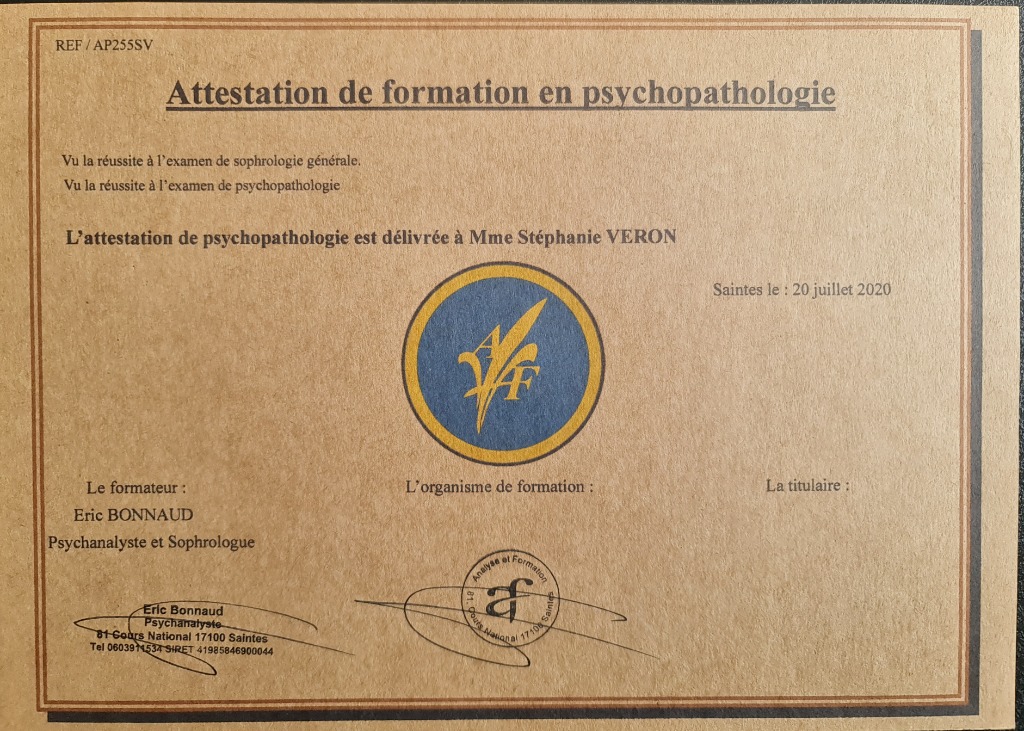 REF / AP255SV
Attestation de formation en psychopathologie
Vu la réussite à l'examen de sophrologie générale.
Vu la réussite à l'examen de psychopathologie
L'attestation de psychopathologie est délivrée à Mme Stéphanie VERON
Saintes le : 20 juillet 2020
A
AF
Le formateur :
L'organisme de formation :
La titulaire :
Eric BONNAUD
Psychanalyste et Sophrologue
Eric Bonnaud
Psychanalyste
81 Cours National 17100 Saintes
Tel 0603911534 SIRET 41985846900044
Analyse et Formation
af
81, Cours National 17100 Saintes